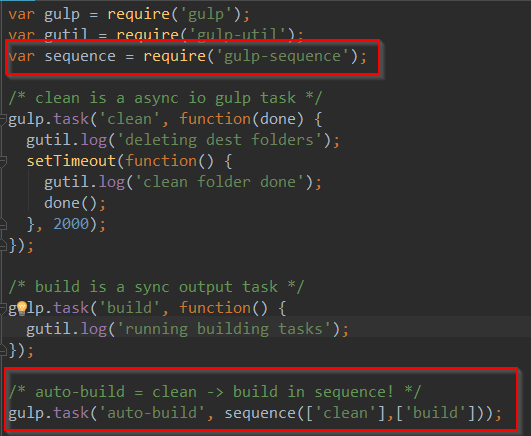 var gulp = require('gulp');
var gutil = require('gulp-util');
var sequence = require('gulp-sequence');
/* clean is a async io gulp task */
gulp.task('clean', function(done) {
gutil.log('deleting dest folders');
setTimeout(function() {
gutil.log('clean folder done');
done();
}, 2000);
});
/* build is a sync output task */
gulp.task('build', function() {
gutil.log('running building tasks');
});
/* auto-build = clean -> build in sequence! */
gulp.task('auto-build', sequence(['clean'],['build']));